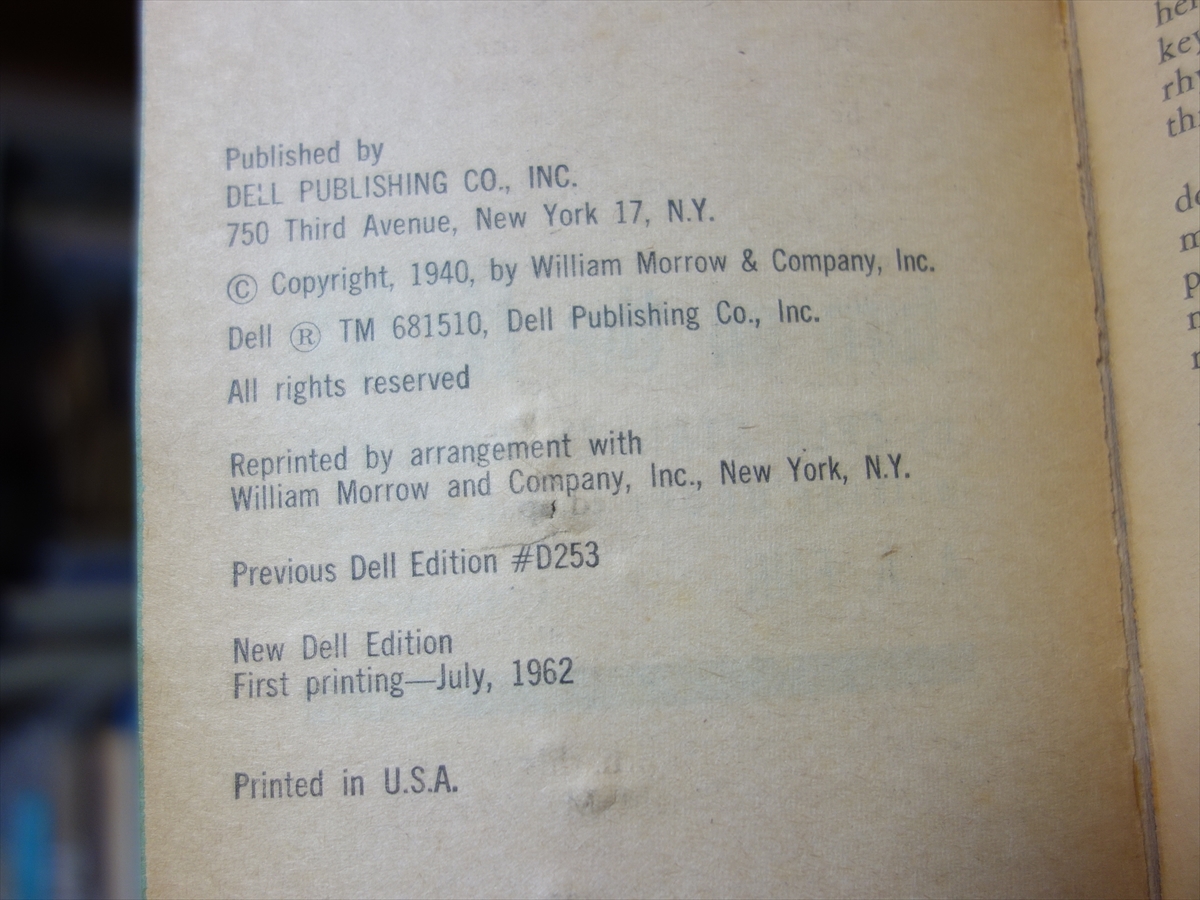 Published by
DELL PUBLISHING CO., INC.
750 Third Avenue, New York 17, N.Y.
© Copyright, 1940, by William Morrow & Company, Inc.
Dell ® TM 681510, Dell Publishing Co., Inc.
All rights reserved
Reprinted by arrangement with
William Morrow and Company, Inc., New York, N.Y.
Previous Dell Edition #D253
New Dell Edition
First printing—July, 1962
Printed in U.S.A.